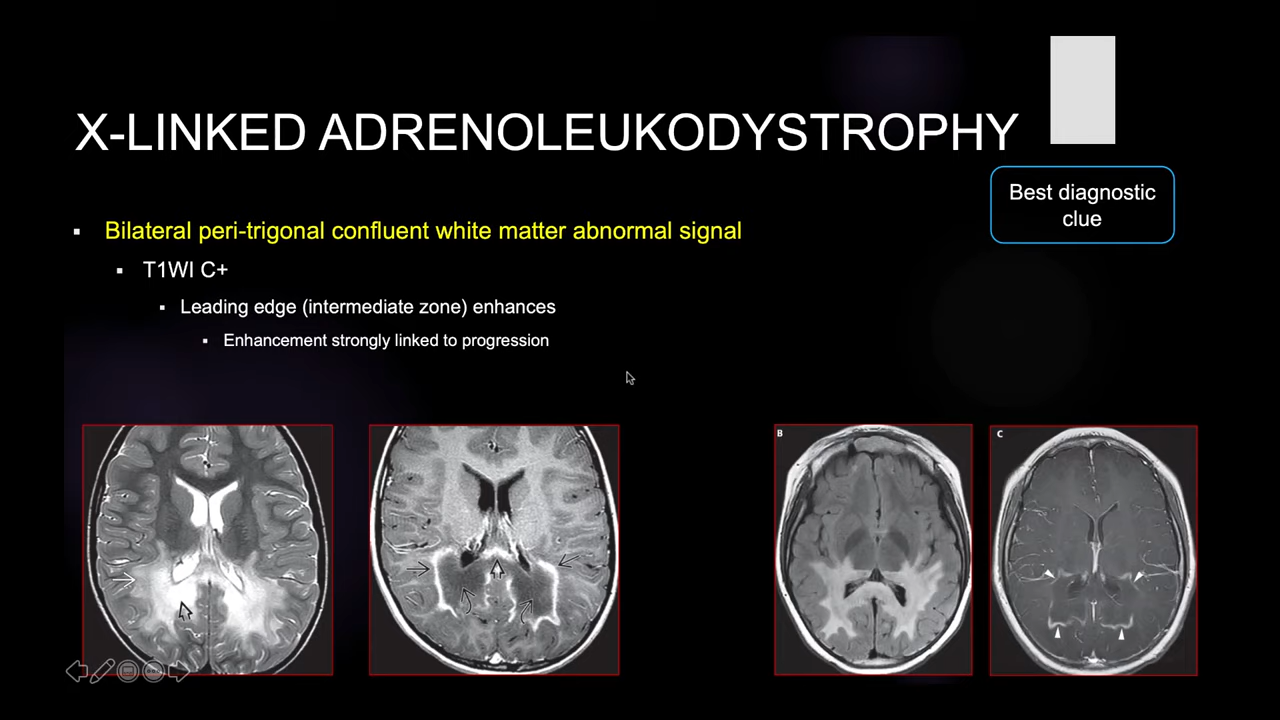 X-LINKED ADRENOLEUKODYSTROPHY
Best diagnostic
clue
Bilateral peri-trigonal confluent white matter abnormal signal
T1WI C+
Leading edge (intermediate zone) enhances
Enhancement strongly linked to progression
B
C